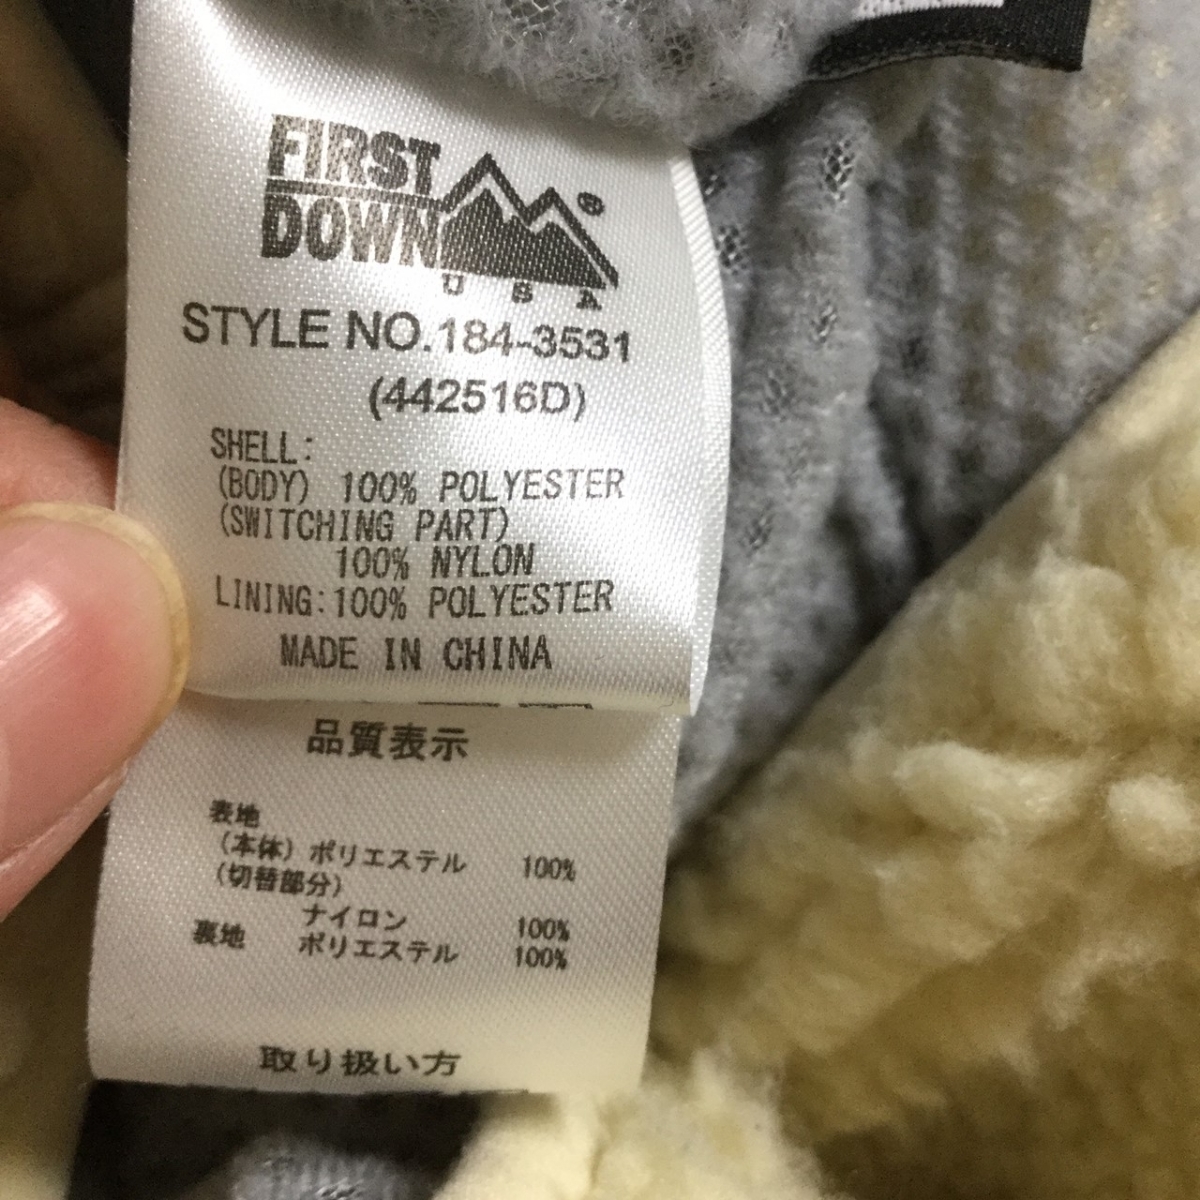 FIRST
DOWN
®
USA
STYLE NO.184-3531
(442516D)
SHELL:
(BODY) 100% POLYESTER
(SWITCHING PART)
100% NYLON
LINING:100% POLYESTER
MADE IN CHINA
品質表示
表地
(本体) ポリエステル 100%
(切替部分)
ナイロン 100%
裏地 ポリエステル 100%
取り扱い方